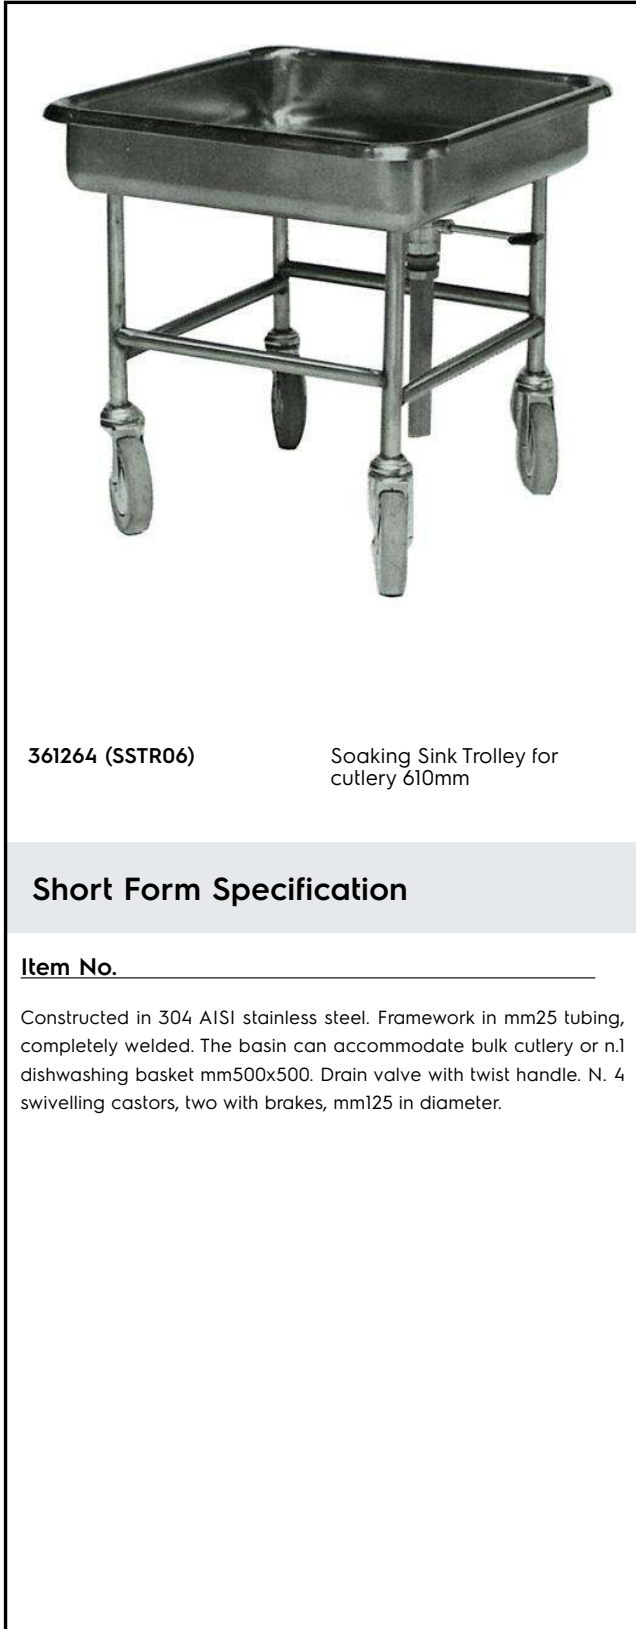 361264 (SSTR06)
Soaking Sink Trolley for
cutlery 610mm
Short Form Specification
Item No.
Constructed in 304 AISI stainless steel. Framework in mm25 tubing,
completely welded. The basin can accommodate bulk cutlery or n.1
dishwashing basket mm500x500. Drain valve with twist handle. N. 4
swivelling castors, two with brakes, mm125 in diameter.